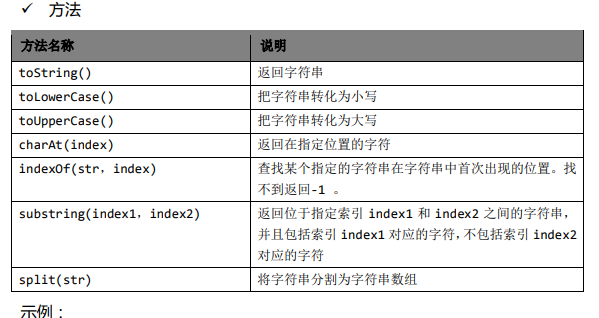 ✓ 方法
方法名称 说明
toString() 返回字符串
toLowerCase() 把字符串转化为小写
toUpperCase() 把字符串转化为大写
charAt(index) 返回在指定位置的字符
indexOf(str，index) 查找某个指定的字符串在字符串中首次出现的位置。找
不到返回-1 。
substring(index1，index2) 返回位于指定索引 index1 和 index2 之间的字符串，
并且包括索引 index1 对应的字符，不包括索引 index2
对应的字符
split(str) 将字符串分割为字符串数组
示例：